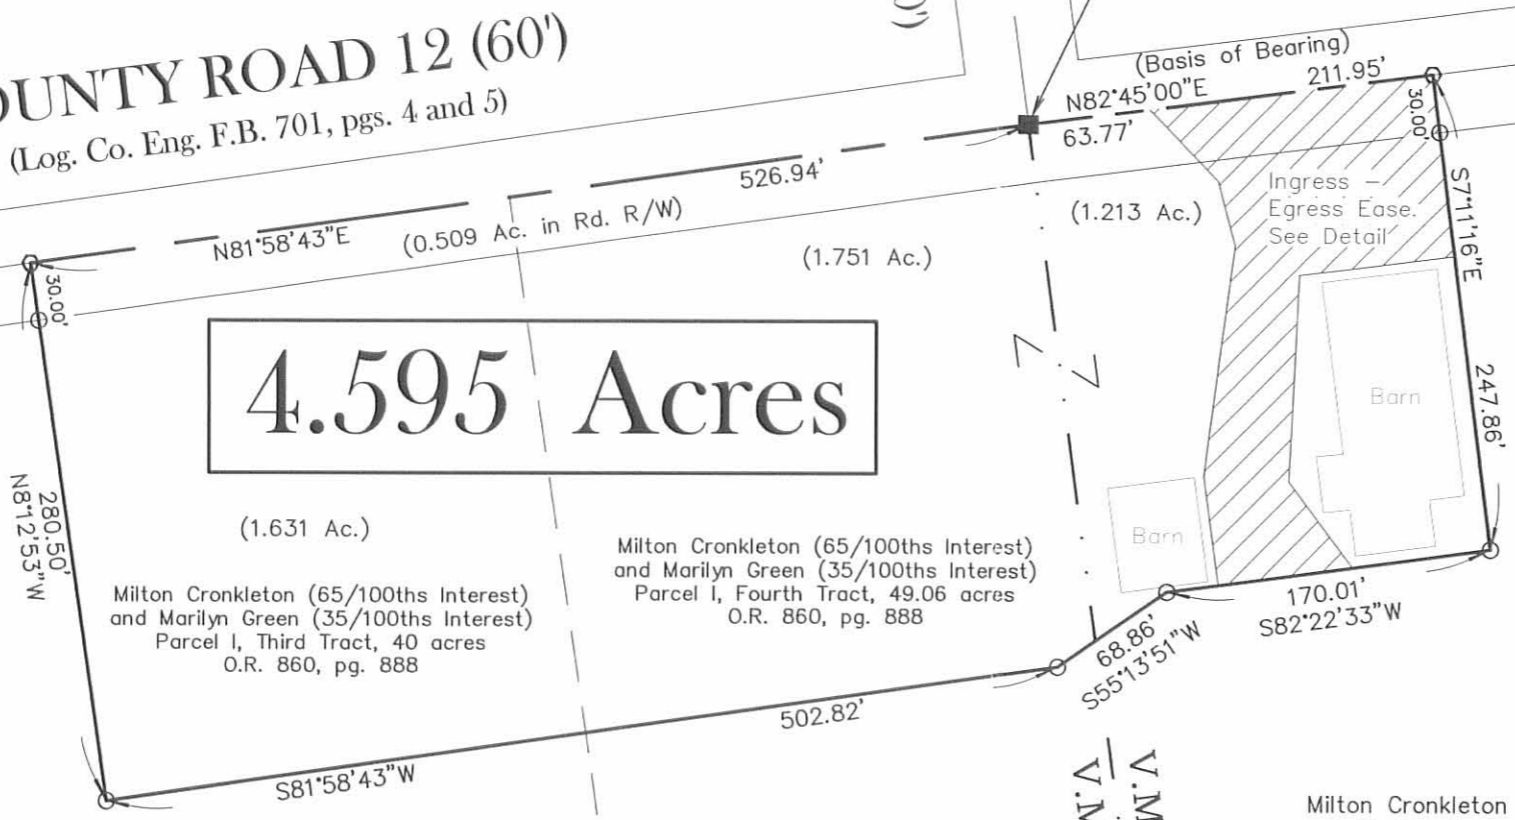 OUNTY ROAD 12 (60')
(Log. Co. Eng. F.B. 701, pgs. 4 and 5)
(Basis of Bearing)
N82°45'00"E
211.95'
63.77'
30.00'
526.94'
N81°58'43"E
(0.509 Ac. in Rd. R/W)
(1.213 Ac.)
Ingress –
Egress Ease.
See Detail
S7°11'16"E
(1.751 Ac.)
30.00'
4.595 Acres
247.86'
Barn
280.50'
N8°12'53"W
(1.631 Ac.)
Barn
Milton Cronkleton (65/100ths Interest)
and Marilyn Green (35/100ths Interest)
Parcel I, Fourth Tract, 49.06 acres
O.R. 860, pg. 888
Milton Cronkleton (65/100ths Interest)
and Marilyn Green (35/100ths Interest)
Parcel I, Third Tract, 40 acres
O.R. 860, pg. 888
170.01'
S82°22'33"W
68.86'
S55°13'51"W
502.82'
S81°58'43"W
V.M
V.M
Milton Cronkleton